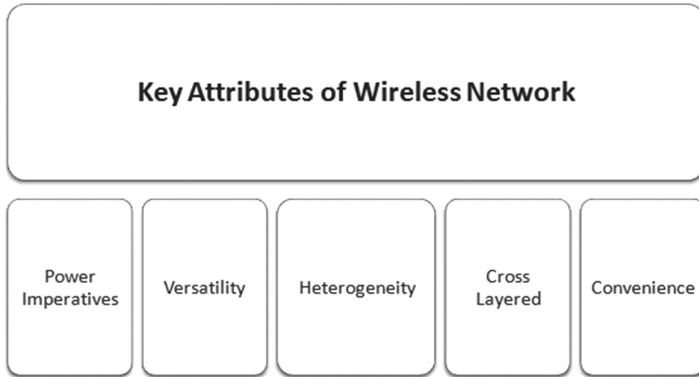 Key Attributes of Wireless Network
Power
Imperatives
Versatility
Heterogeneity
Cross
Layered
Convenience